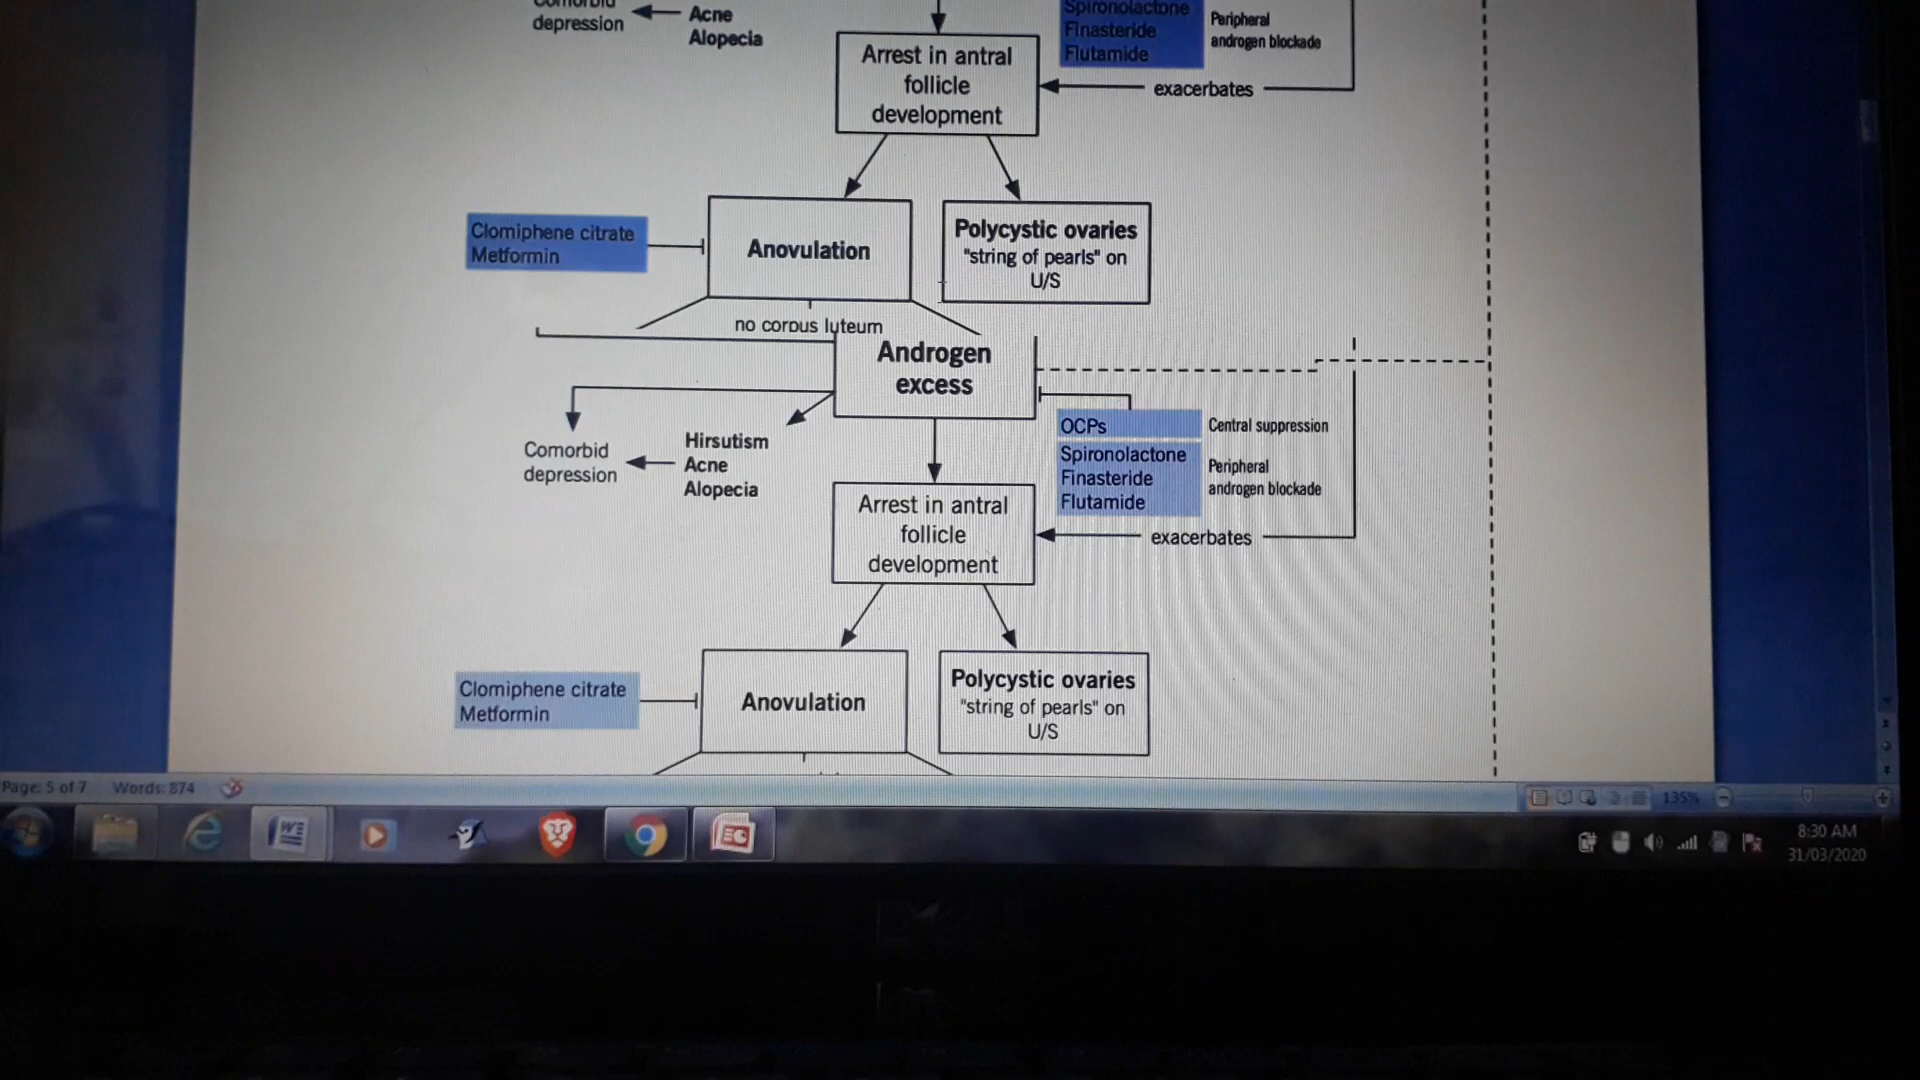 Comorbid
depression
Acne
Alopecia
Spironolactone
Finasteride
Flutamide
Peripheral
androgen blockade
Arrest in antral
follicle
development
exacerbates
Clomiphene citrate
Metformin
Anovulation
Polycystic ovaries
"string of pearls" on
U/S
no corpus luteum
Androgen
excess
Comorbid
depression
Hirsutism
Acne
Alopecia
OCPs
Central suppression
Spironolactone
Finasteride
Flutamide
Peripheral
androgen blockade
Arrest in antral
follicle
development
exacerbates
Clomiphene citrate
Metformin
Anovulation
Polycystic ovaries
"string of pearls" on
U/S
Page: 5 of 7 Words: 874
135%
8:30 AM
31/03/2020